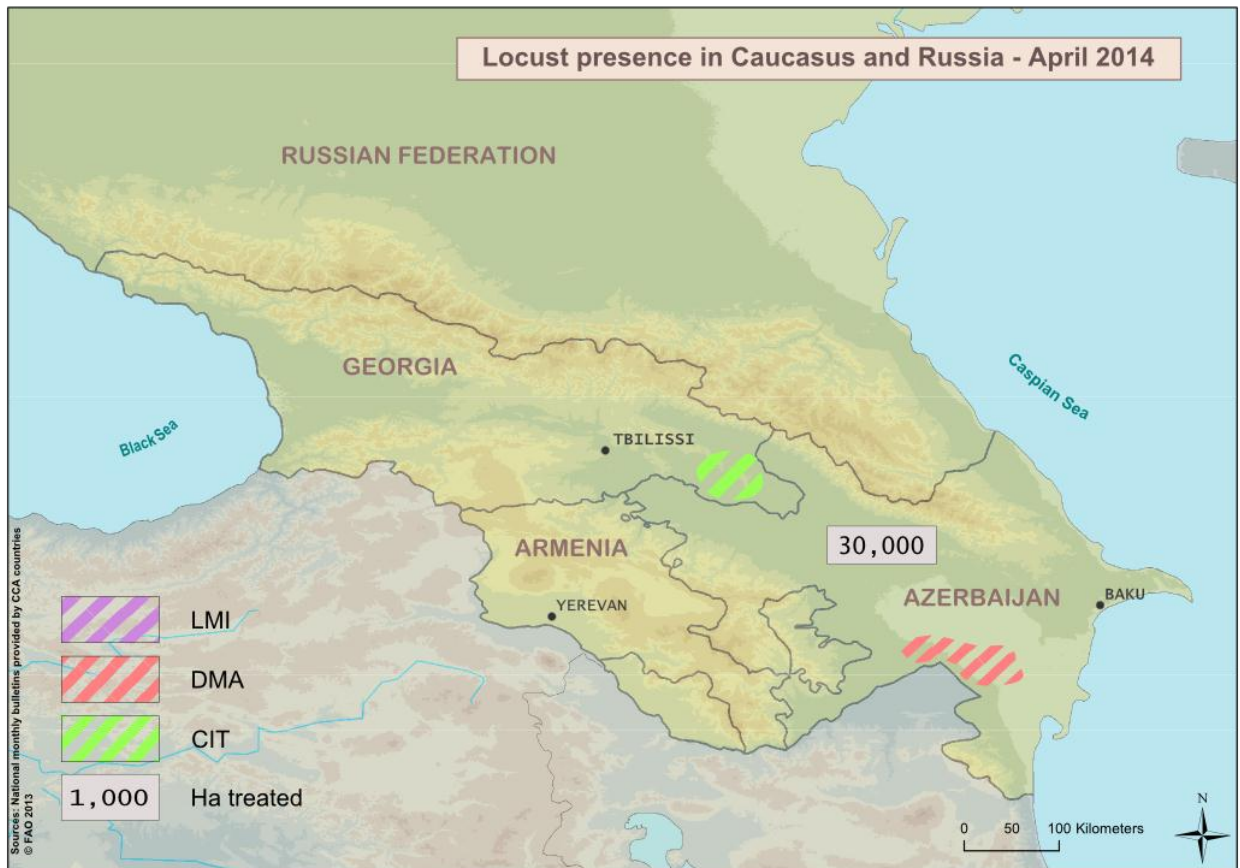 Locust presence in Caucasus and Russia - April 2014
RUSSIAN FEDERATION
GEORGIA
Caspian Sea
Black Sea
TBILISSI
ARMENIA
30,000
YEREVAN
AZERBAIJAN
BAKU
LMI
DMA
CIT
1,000 Ha treated
Sources: National monthly bulletins provided by CCA countries
© FAO 2013
0 50 100 Kilometers
N